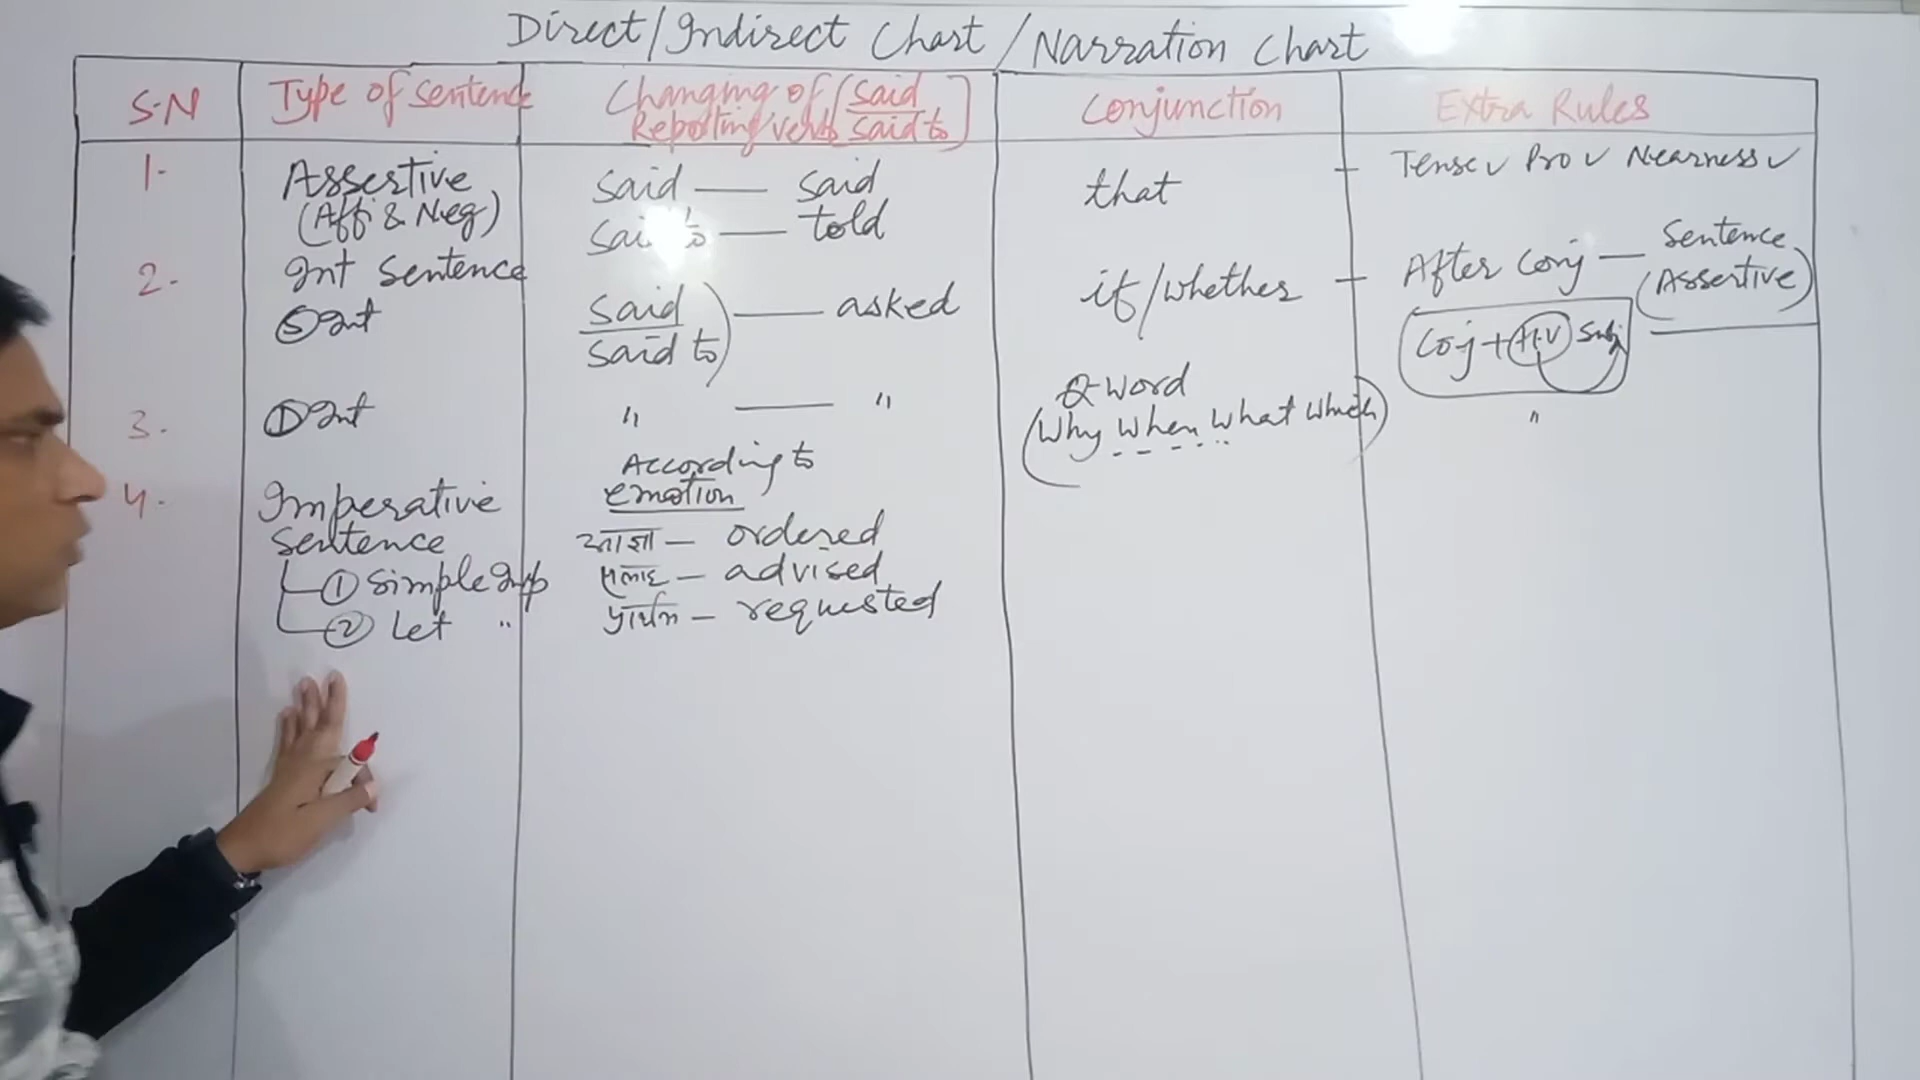 Direct/Indirect Chart/Narration Chart
S.N
Type of sentence
Changing of (said
Reporting verb said to]
Conjunction
Extra Rules
1.
Assertive
(Aff & Neg)
said — said
said to — told
that
Tense✓ Pro✓ Nearness✓
2.
Int Sentence
Ⓢ Int
said
said to) — asked
if/whether
After Conj — Sentence
(Assertive)
Conj + H.V Subj
3.
Ⓓ Int
" — "
Q-word
(Why When What Which)
"
4.
Imperative
Sentence
① Simple Imp
② Let "
According to
emotion
आज्ञा — ordered
सलाह — advised
प्रार्थना — requested